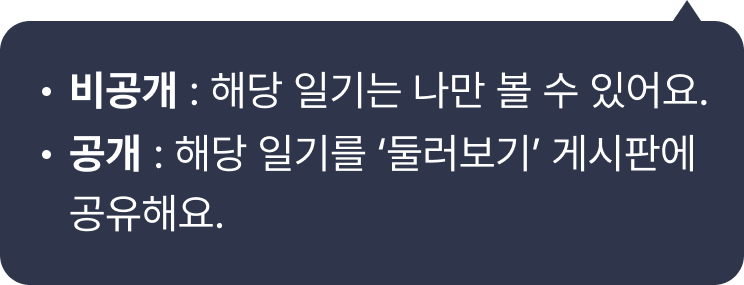 • 비공개 : 해당 일기는 나만 볼 수 있어요.
• 공개 : 해당 일기를 ‘둘러보기’ 게시판에
공유해요.